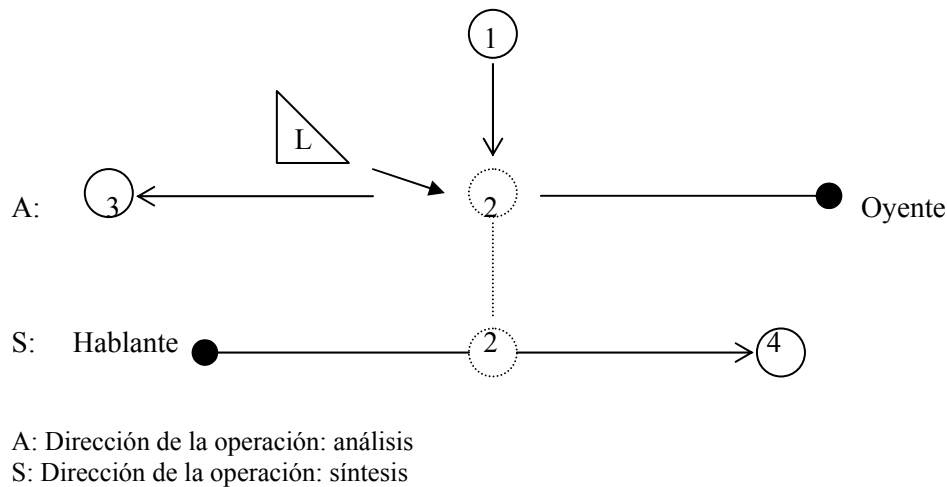 1
L
A: 3 2 Oyente
S: Hablante 2 4
A: Dirección de la operación: análisis
S: Dirección de la operación: síntesis